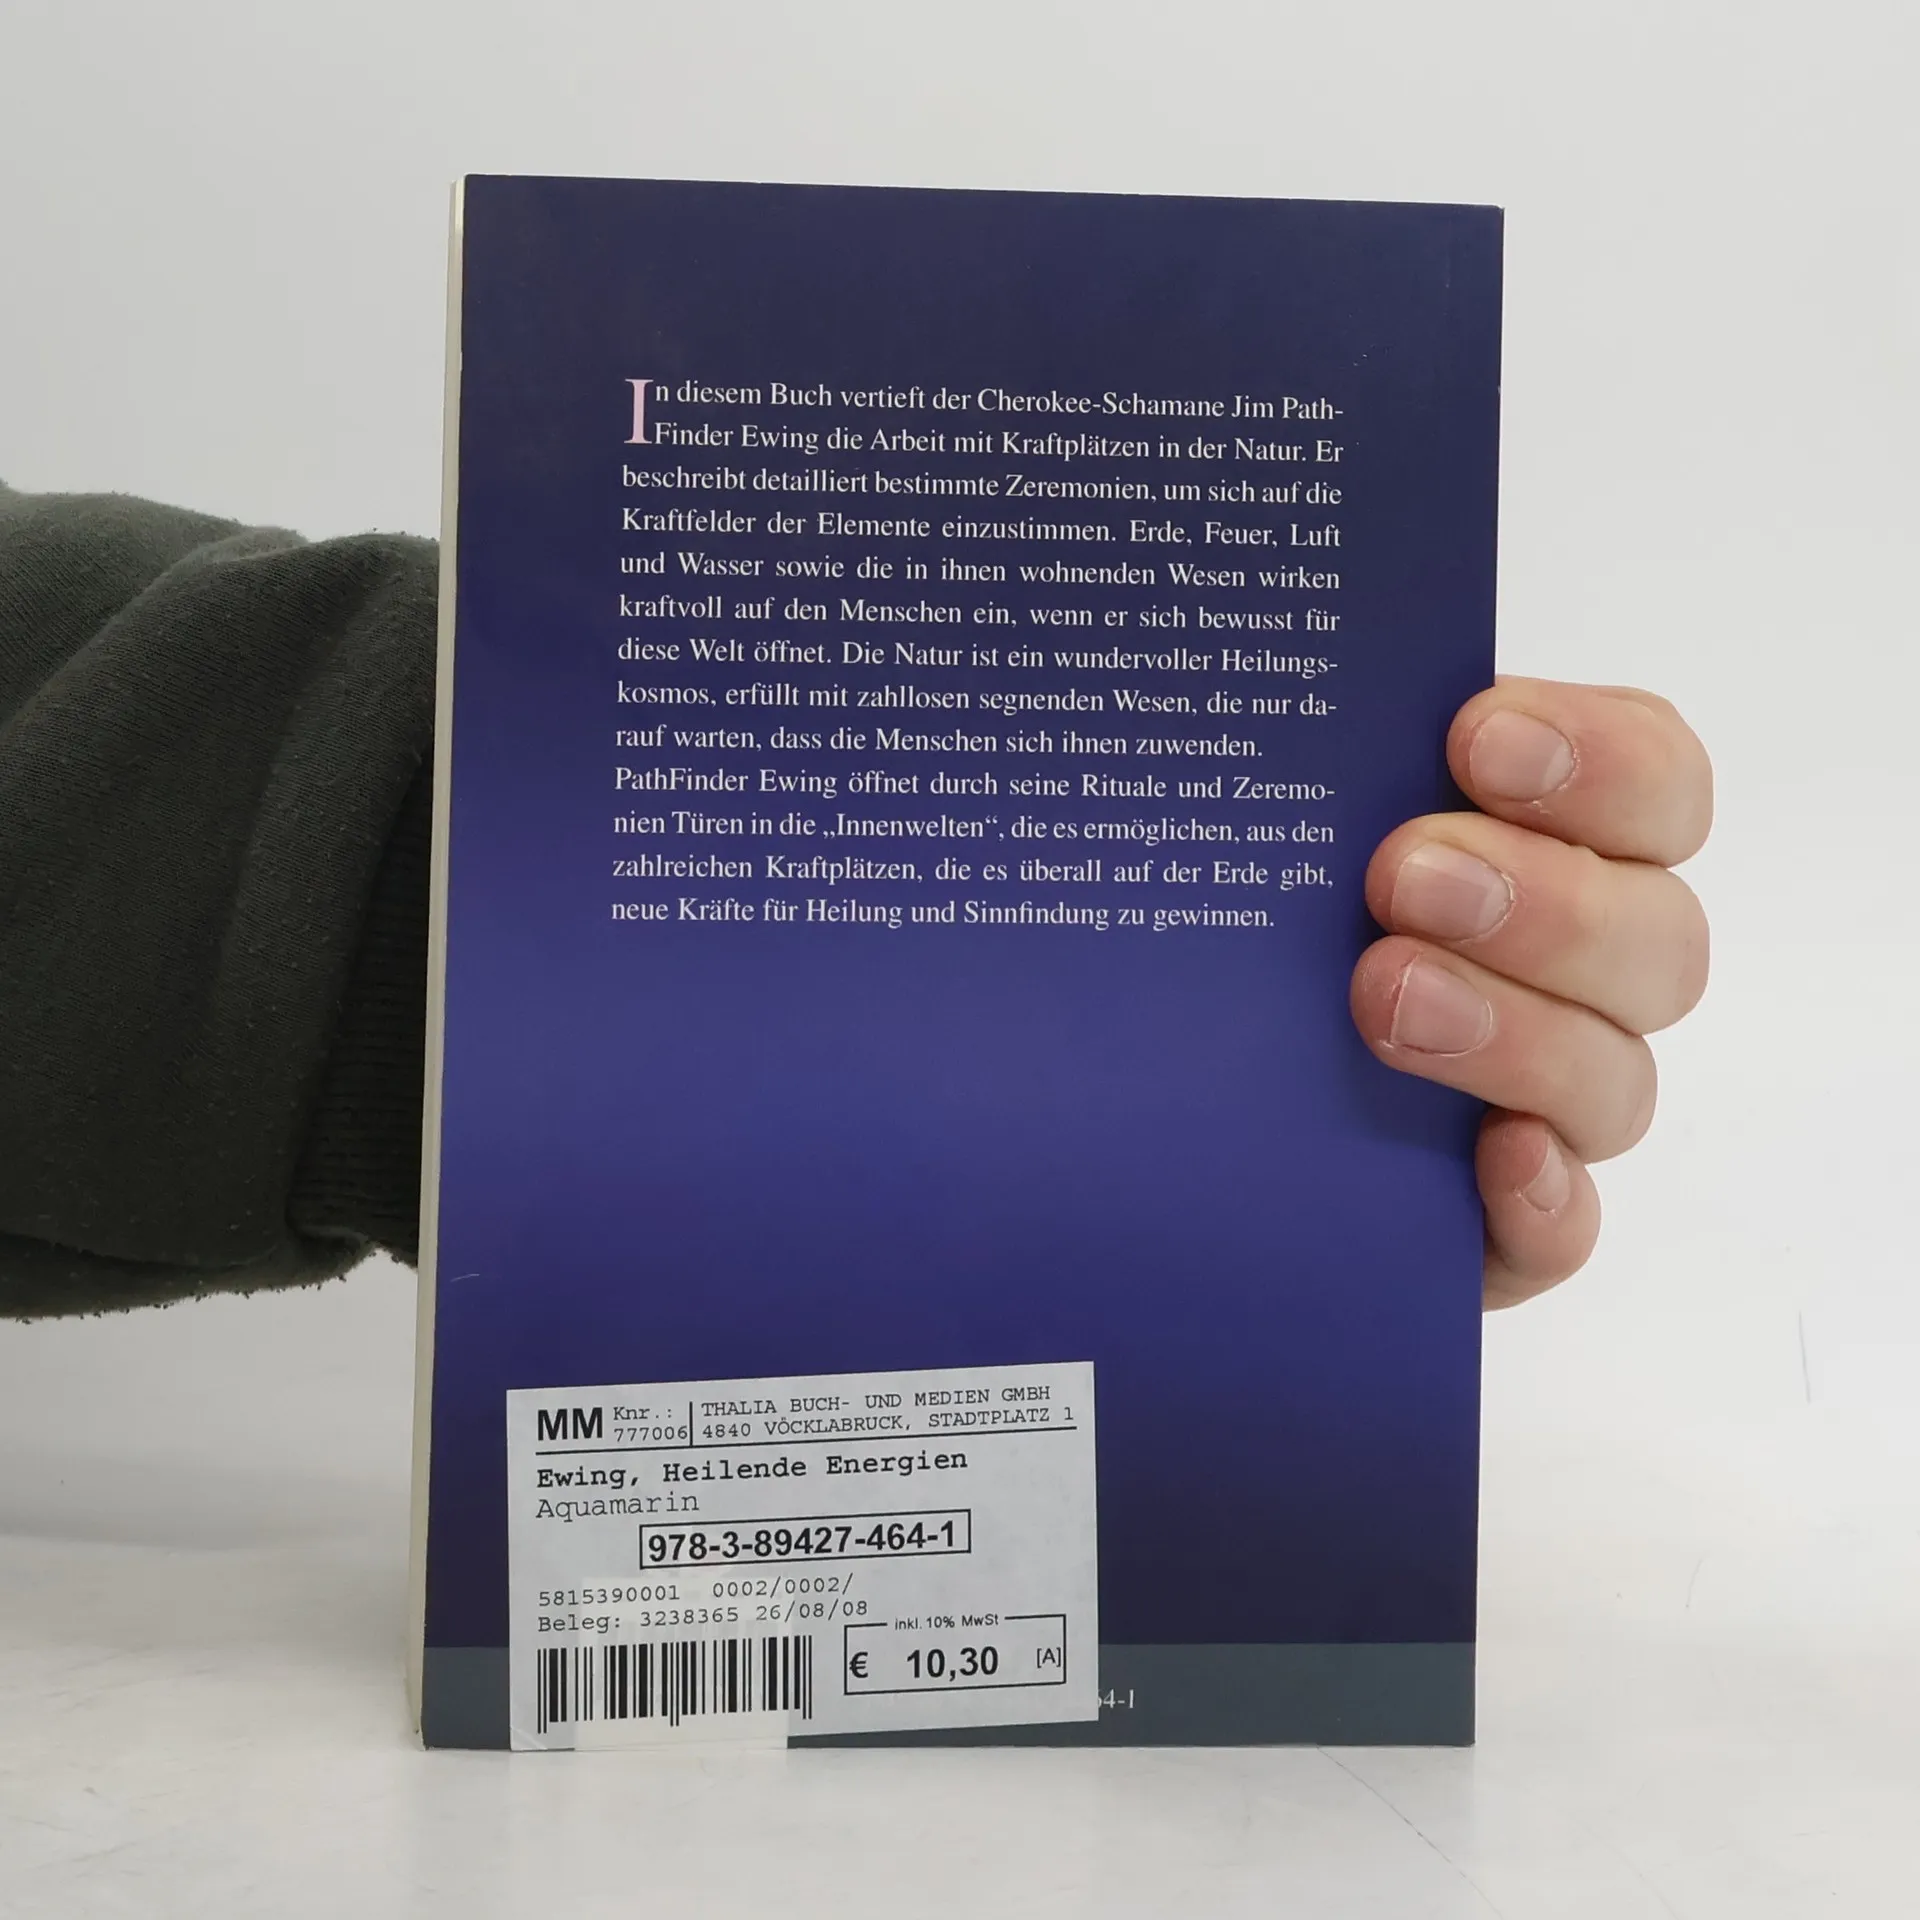 In diesem Buch vertieft der Cherokee-Schamane Jim Path-
Finder Ewing die Arbeit mit Kraftplätzen in der Natur. Er
beschreibt detailliert bestimmte Zeremonien, um sich auf die
Kraftfelder der Elemente einzustimmen. Erde, Feuer, Luft
und Wasser sowie die in ihnen wohnenden Wesen wirken
kraftvoll auf den Menschen ein, wenn er sich bewusst für
diese Welt öffnet. Die Natur ist ein wundervoller Heilungs-
kosmos, erfüllt mit zahllosen segnenden Wesen, die nur da-
rauf warten, dass die Menschen sich ihnen zuwenden.
PathFinder Ewing öffnet durch seine Rituale und Zeremo-
nien Türen in die „Innenwelten“, die es ermöglichen, aus den
zahlreichen Kraftplätzen, die es überall auf der Erde gibt,
neue Kräfte für Heilung und Sinnfindung zu gewinnen.
MM Knr.: THALIA BUCH- UND MEDIEN GMBH
777006 4840 VÖCKLABRUCK, STADTPLATZ 1
Ewing, Heilende Energien
Aquamarin
978-3-89427-464-1
5815390001 0002/0002/
Beleg: 3238365 26/08/08
inkl. 10% MwSt
€ 10,30 [A]
64-1